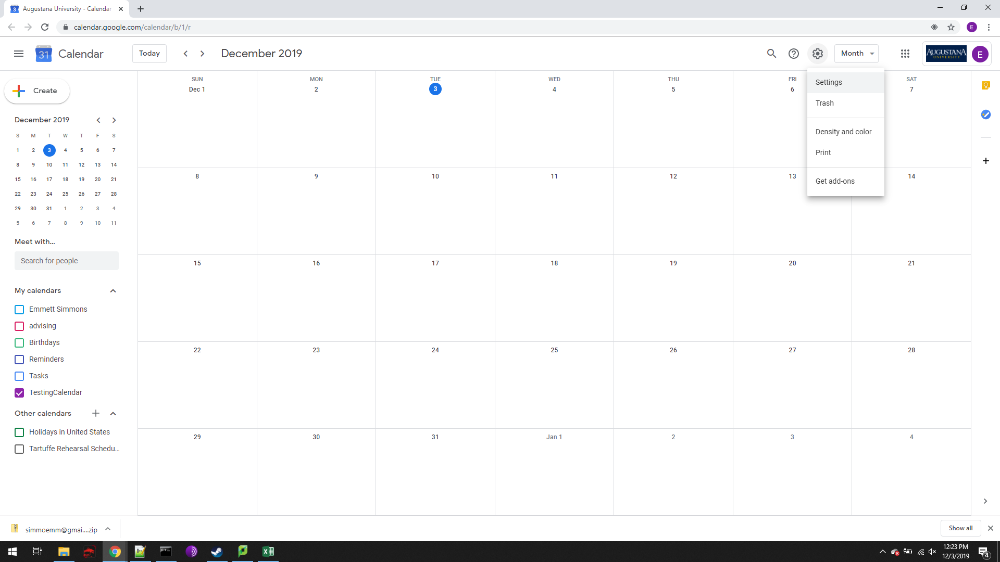 Augustana University - Calendar
calendar.google.com/calendar/b/1/r
E
31 Calendar
Today
December 2019
Month
AUGUSTANA
UNIVERSITY
E
Create
December 2019
S M T W T F S
1 2 3 4 5 6 7
8 9 10 11 12 13 14
15 16 17 18 19 20 21
22 23 24 25 26 27 28
29 30 31 1 2 3 4
5 6 7 8 9 10 11
Meet with...
Search for people
My calendars
Emmett Simmons
advising
Birthdays
Reminders
Tasks
TestingCalendar
Other calendars
Holidays in United States
Tartuffe Rehearsal Schedu...
SUN MON TUE WED THU FRI SAT
Dec 1 2 3 4 5 6 7
8 9 10 11 12 13 14
15 16 17 18 19 20 21
22 23 24 25 26 27 28
29 30 31 Jan 1 2 3 4
Settings
Trash
Density and color
Print
Get add-ons
simmoemm@gmai....zip
Show all
12:23 PM
12/3/2019
4